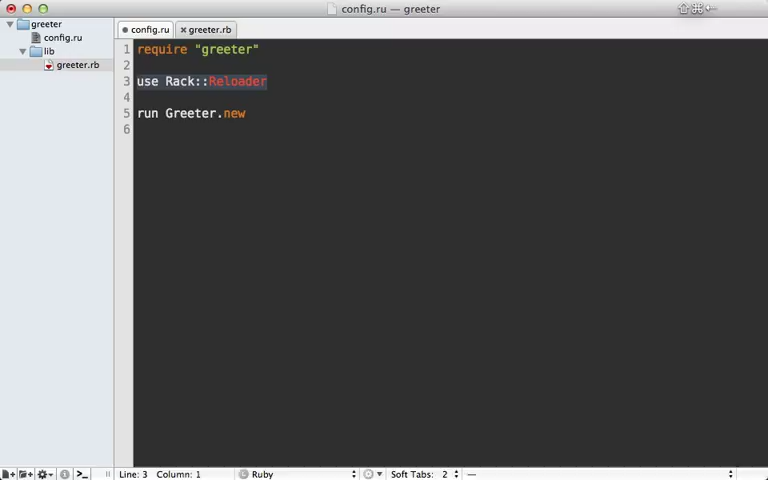 config.ru — greeter
⇧⌘←
greeter
config.ru
lib
greeter.rb
config.ru
greeter.rb
1 require "greeter"
2
3 use Rack::Reloader
4
5 run Greeter.new
6
Line: 3 Column: 1
Ruby
Soft Tabs: 2
—